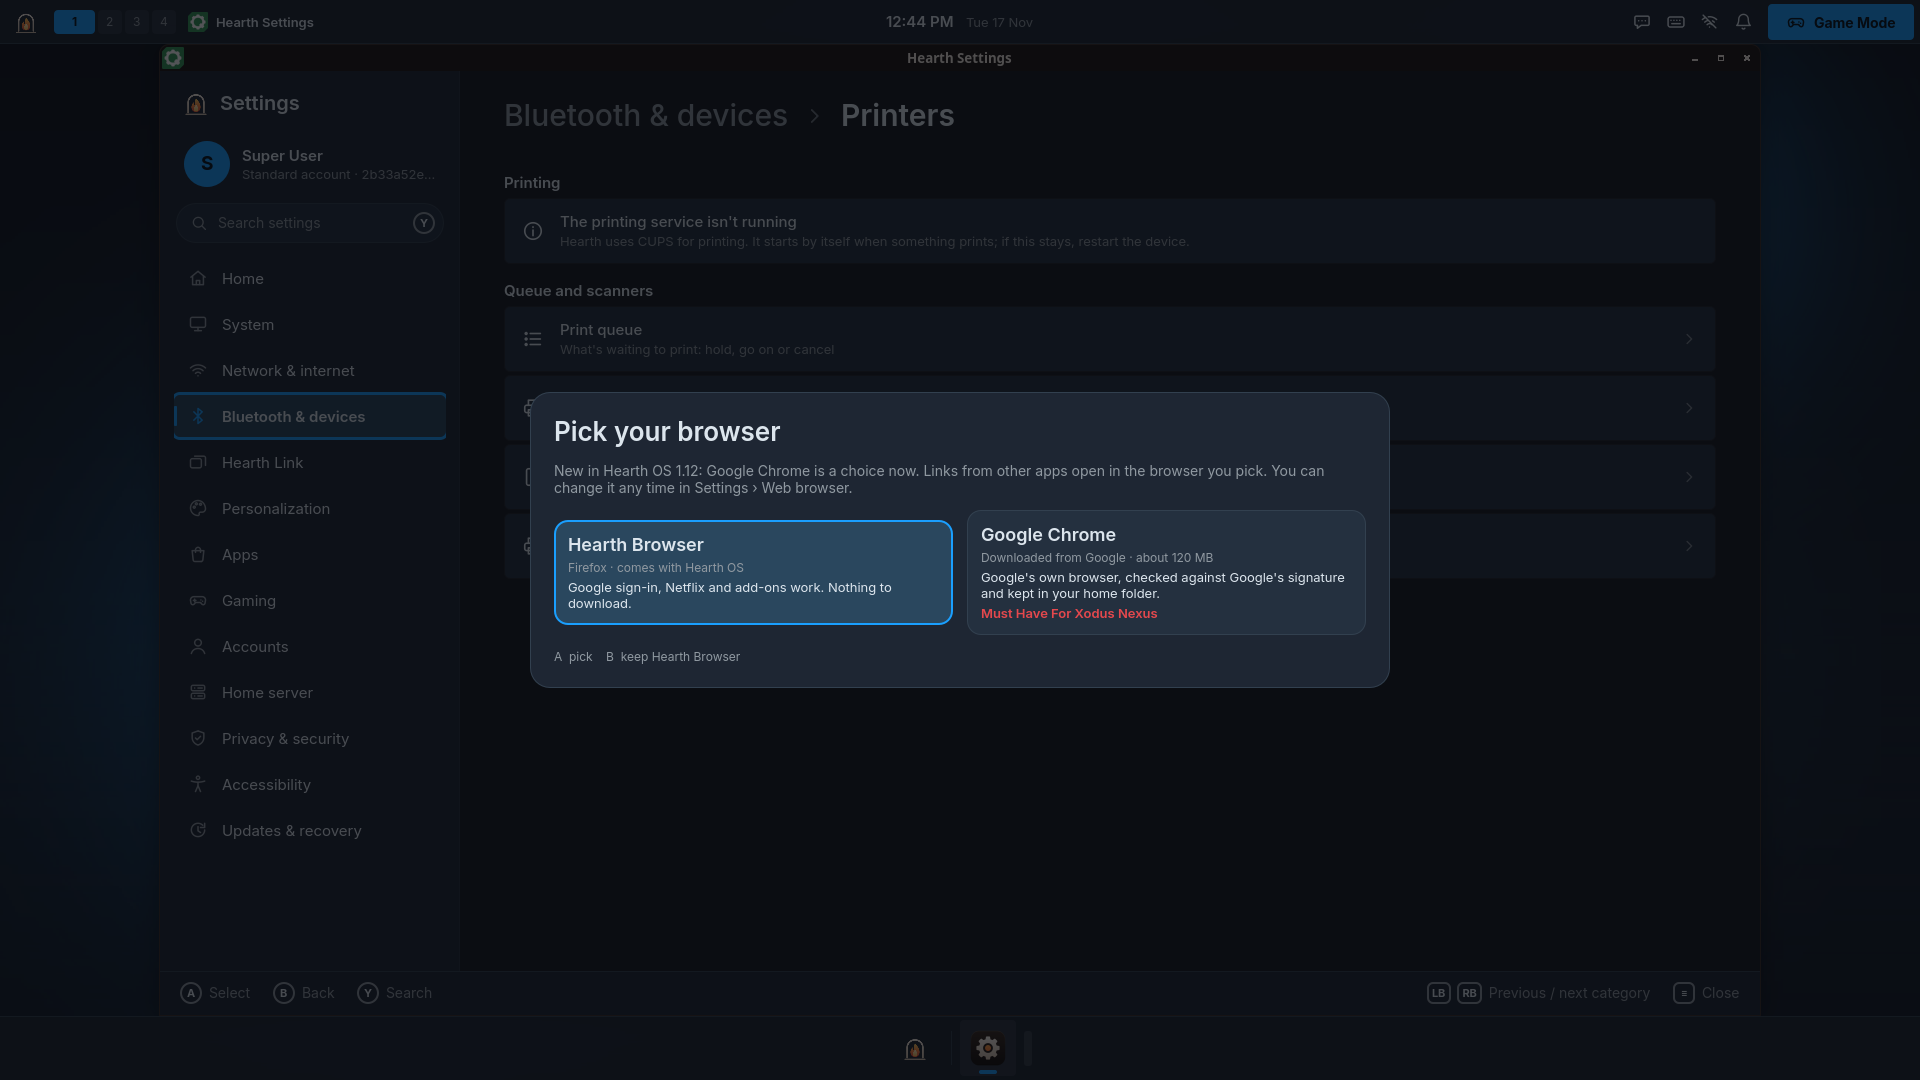 1 2 3 4 Hearth Settings 12:44 PM Tue 17 Nov Game Mode
Hearth Settings
Settings
S Super User
Standard account · 2b33a52e...
Search settings Y
Home
System
Network & internet
Bluetooth & devices
Hearth Link
Personalization
Apps
Gaming
Accounts
Home server
Privacy & security
Accessibility
Updates & recovery
Bluetooth & devices › Printers
Printing
The printing service isn't running
Hearth uses CUPS for printing. It starts by itself when something prints; if this stays, restart the device.
Queue and scanners
Print queue
What's waiting to print: hold, go on or cancel
Pick your browser
New in Hearth OS 1.12: Google Chrome is a choice now. Links from other apps open in the browser you pick. You can
change it any time in Settings › Web browser.
Hearth Browser
Firefox · comes with Hearth OS
Google sign-in, Netflix and add-ons work. Nothing to
download.
Google Chrome
Downloaded from Google · about 120 MB
Google's own browser, checked against Google's signature
and kept in your home folder.
Must Have For Xodus Nexus
A pick B keep Hearth Browser
A Select B Back Y Search LB RB Previous / next category ≡ Close